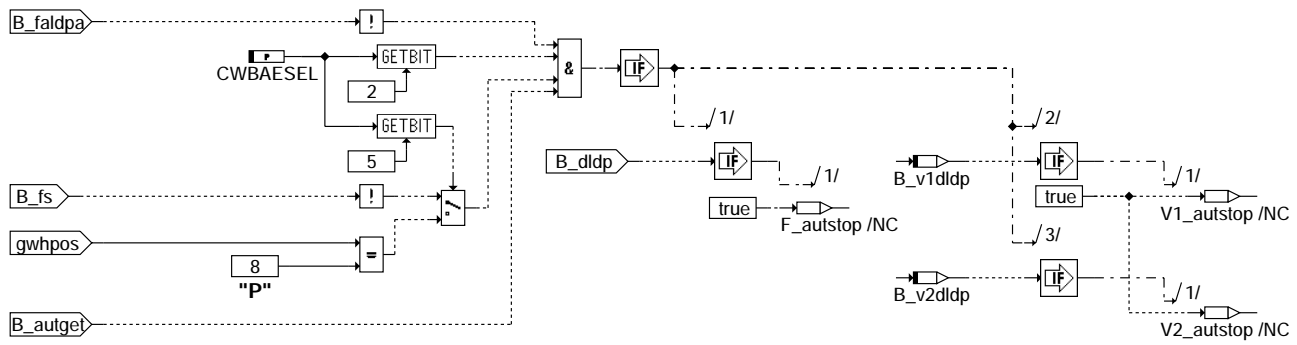 B_faldpa
!
P
CWBAESEL
GETBIT
2
&
IF
/1/
/2/
GETBIT
5
B_dldp
IF
/1/
B_v1dldp
IF
/1/
B_fs
!
true
F_autstop /NC
true
V1_autstop /NC
gwhpos
=
8
"P"
/3/
B_v2dldp
IF
/1/
B_autget
V2_autstop /NC